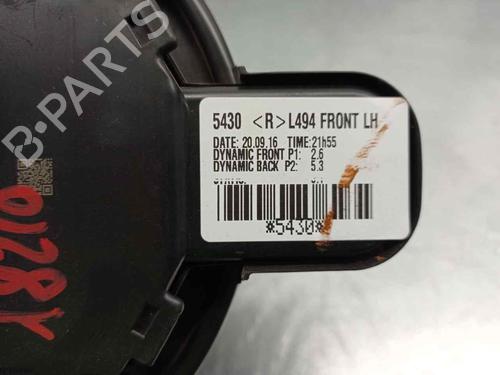 B-PARTS
5430 <R>L494 FRONT LH
DATE: 20.09.16 TIME:21h55
DYNAMIC FRONT P1: 2.6
DYNAMIC BACK P2: 5.3
*5430*